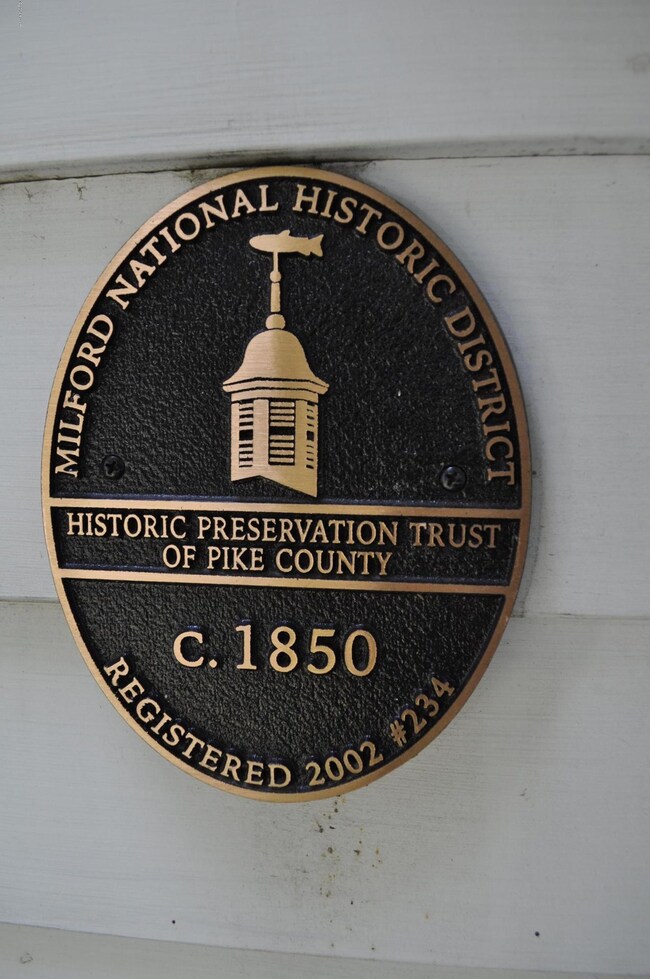 MILFORD NATIONAL HISTORIC DISTRICT
HISTORIC PRESERVATION TRUST
OF PIKE COUNTY
C. 1850
REGISTERED 2002 #234